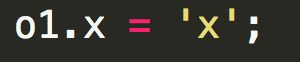 o1.x = 'x';